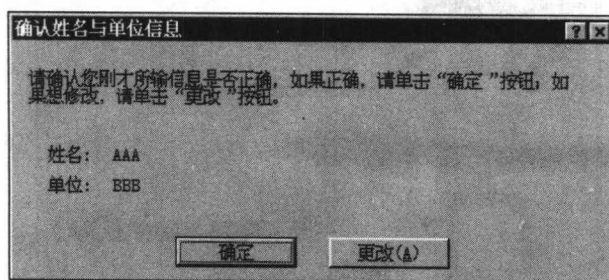 确认姓名与单位信息
请确认您刚才所输信息是否正确，如果正确，请单击“确定”按钮；如
果想修改，请单击“更改”按钮。
姓名： AAA
单位： BBB
确定 更改(A)